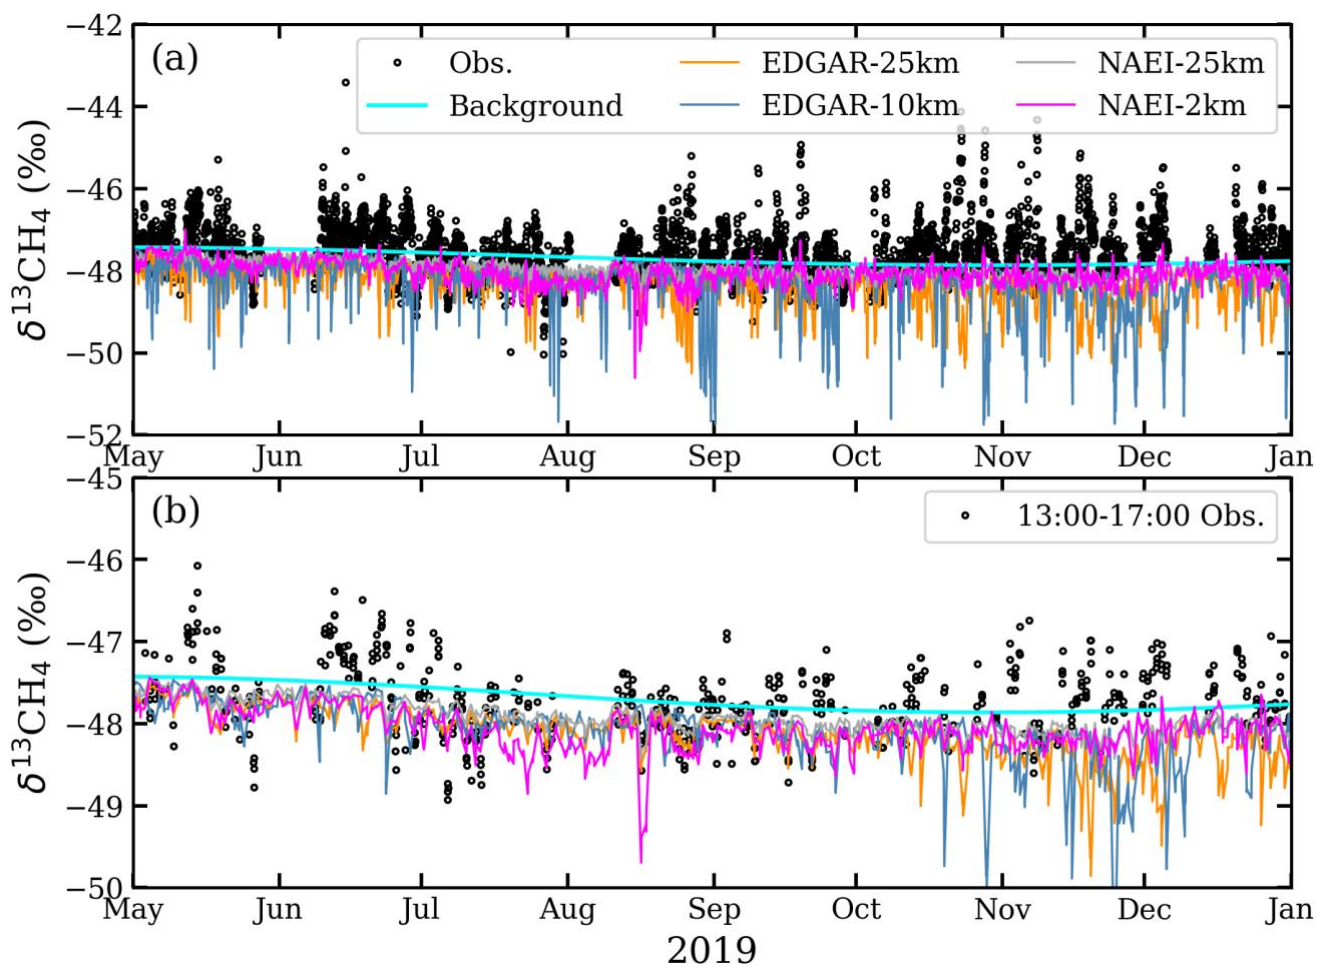 (a)
Obs.
Background
EDGAR-25km
EDGAR-10km
NAEI-25km
NAEI-2km
δ¹³CH₄ (‰)
−42
−44
−46
−48
−50
−52
May Jun Jul Aug Sep Oct Nov Dec Jan
(b)
13:00-17:00 Obs.
δ¹³CH₄ (‰)
−45
−46
−47
−48
−49
−50
May Jun Jul Aug Sep Oct Nov Dec Jan
2019